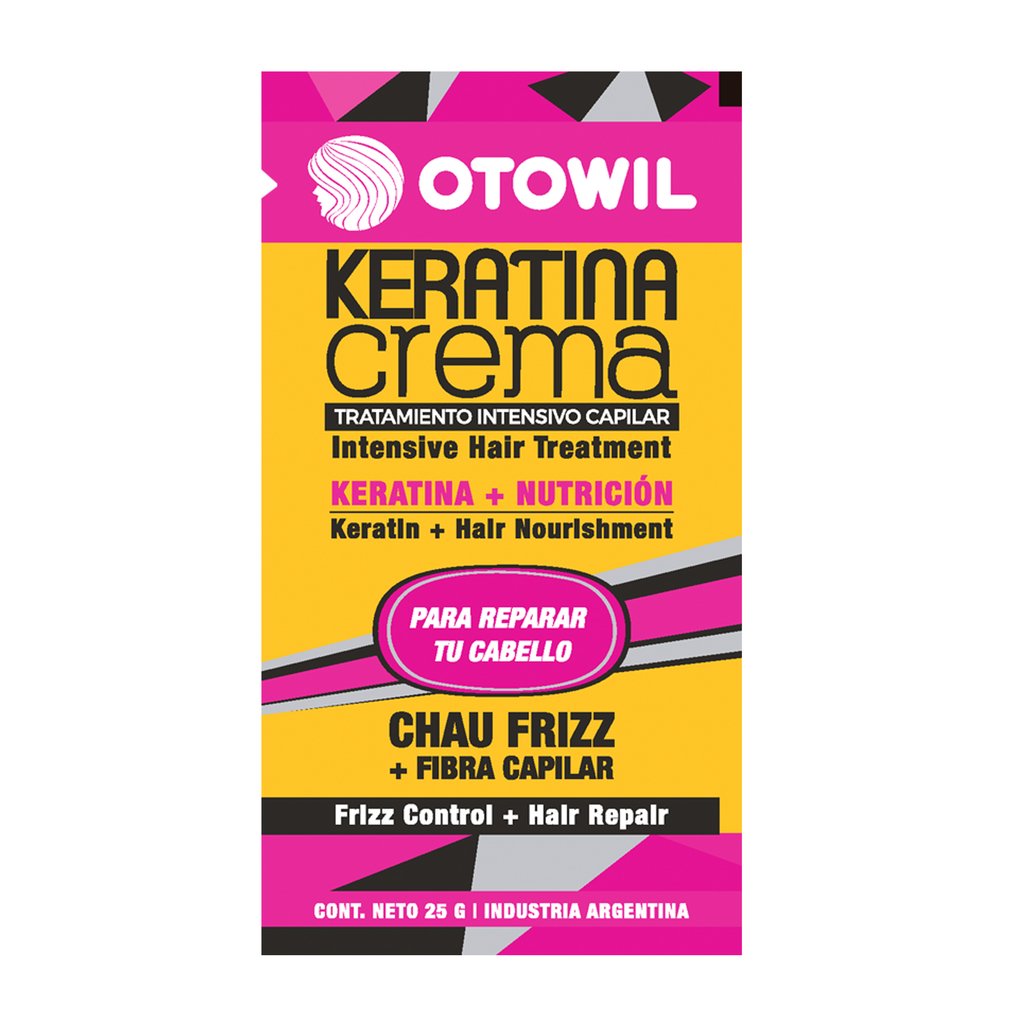 OTOWIL
KERATINA
crema
TRATAMIENTO INTENSIVO CAPILAR
Intensive Hair Treatment
KERATINA + NUTRICIÓN
Keratin + Hair Nourishment
PARA REPARAR
TU CABELLO
CHAU FRIZZ
+ FIBRA CAPILAR
Frizz Control + Hair Repair
CONT. NETO 25 G | INDUSTRIA ARGENTINA